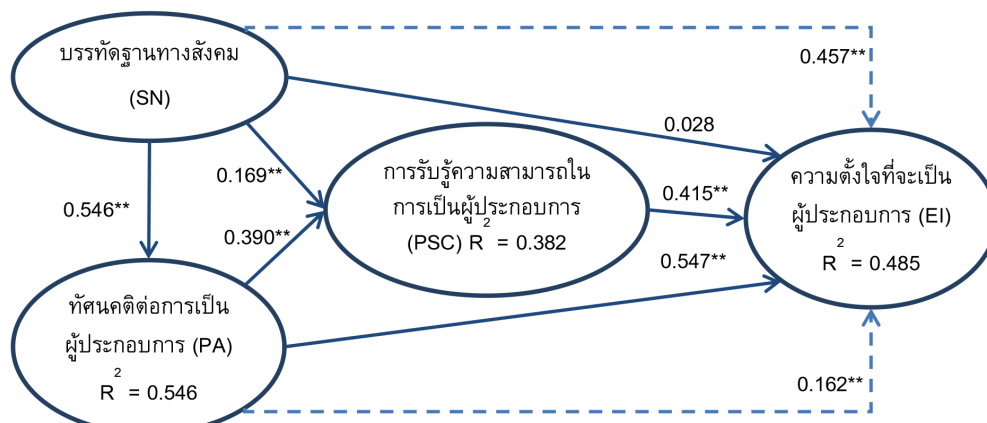 บรรทัดฐานทางสังคม
(SN)
0.457**
0.028
0.169**
การรับรู้ความสามารถใน
การเป็นผู้ประกอบการ
(PSC) R² = 0.382
0.415**
ความตั้งใจที่จะเป็น
ผู้ประกอบการ (EI)
R² = 0.485
0.546**
0.390**
0.547**
ทัศนคติต่อการเป็น
ผู้ประกอบการ (PA)
R² = 0.546
0.162**